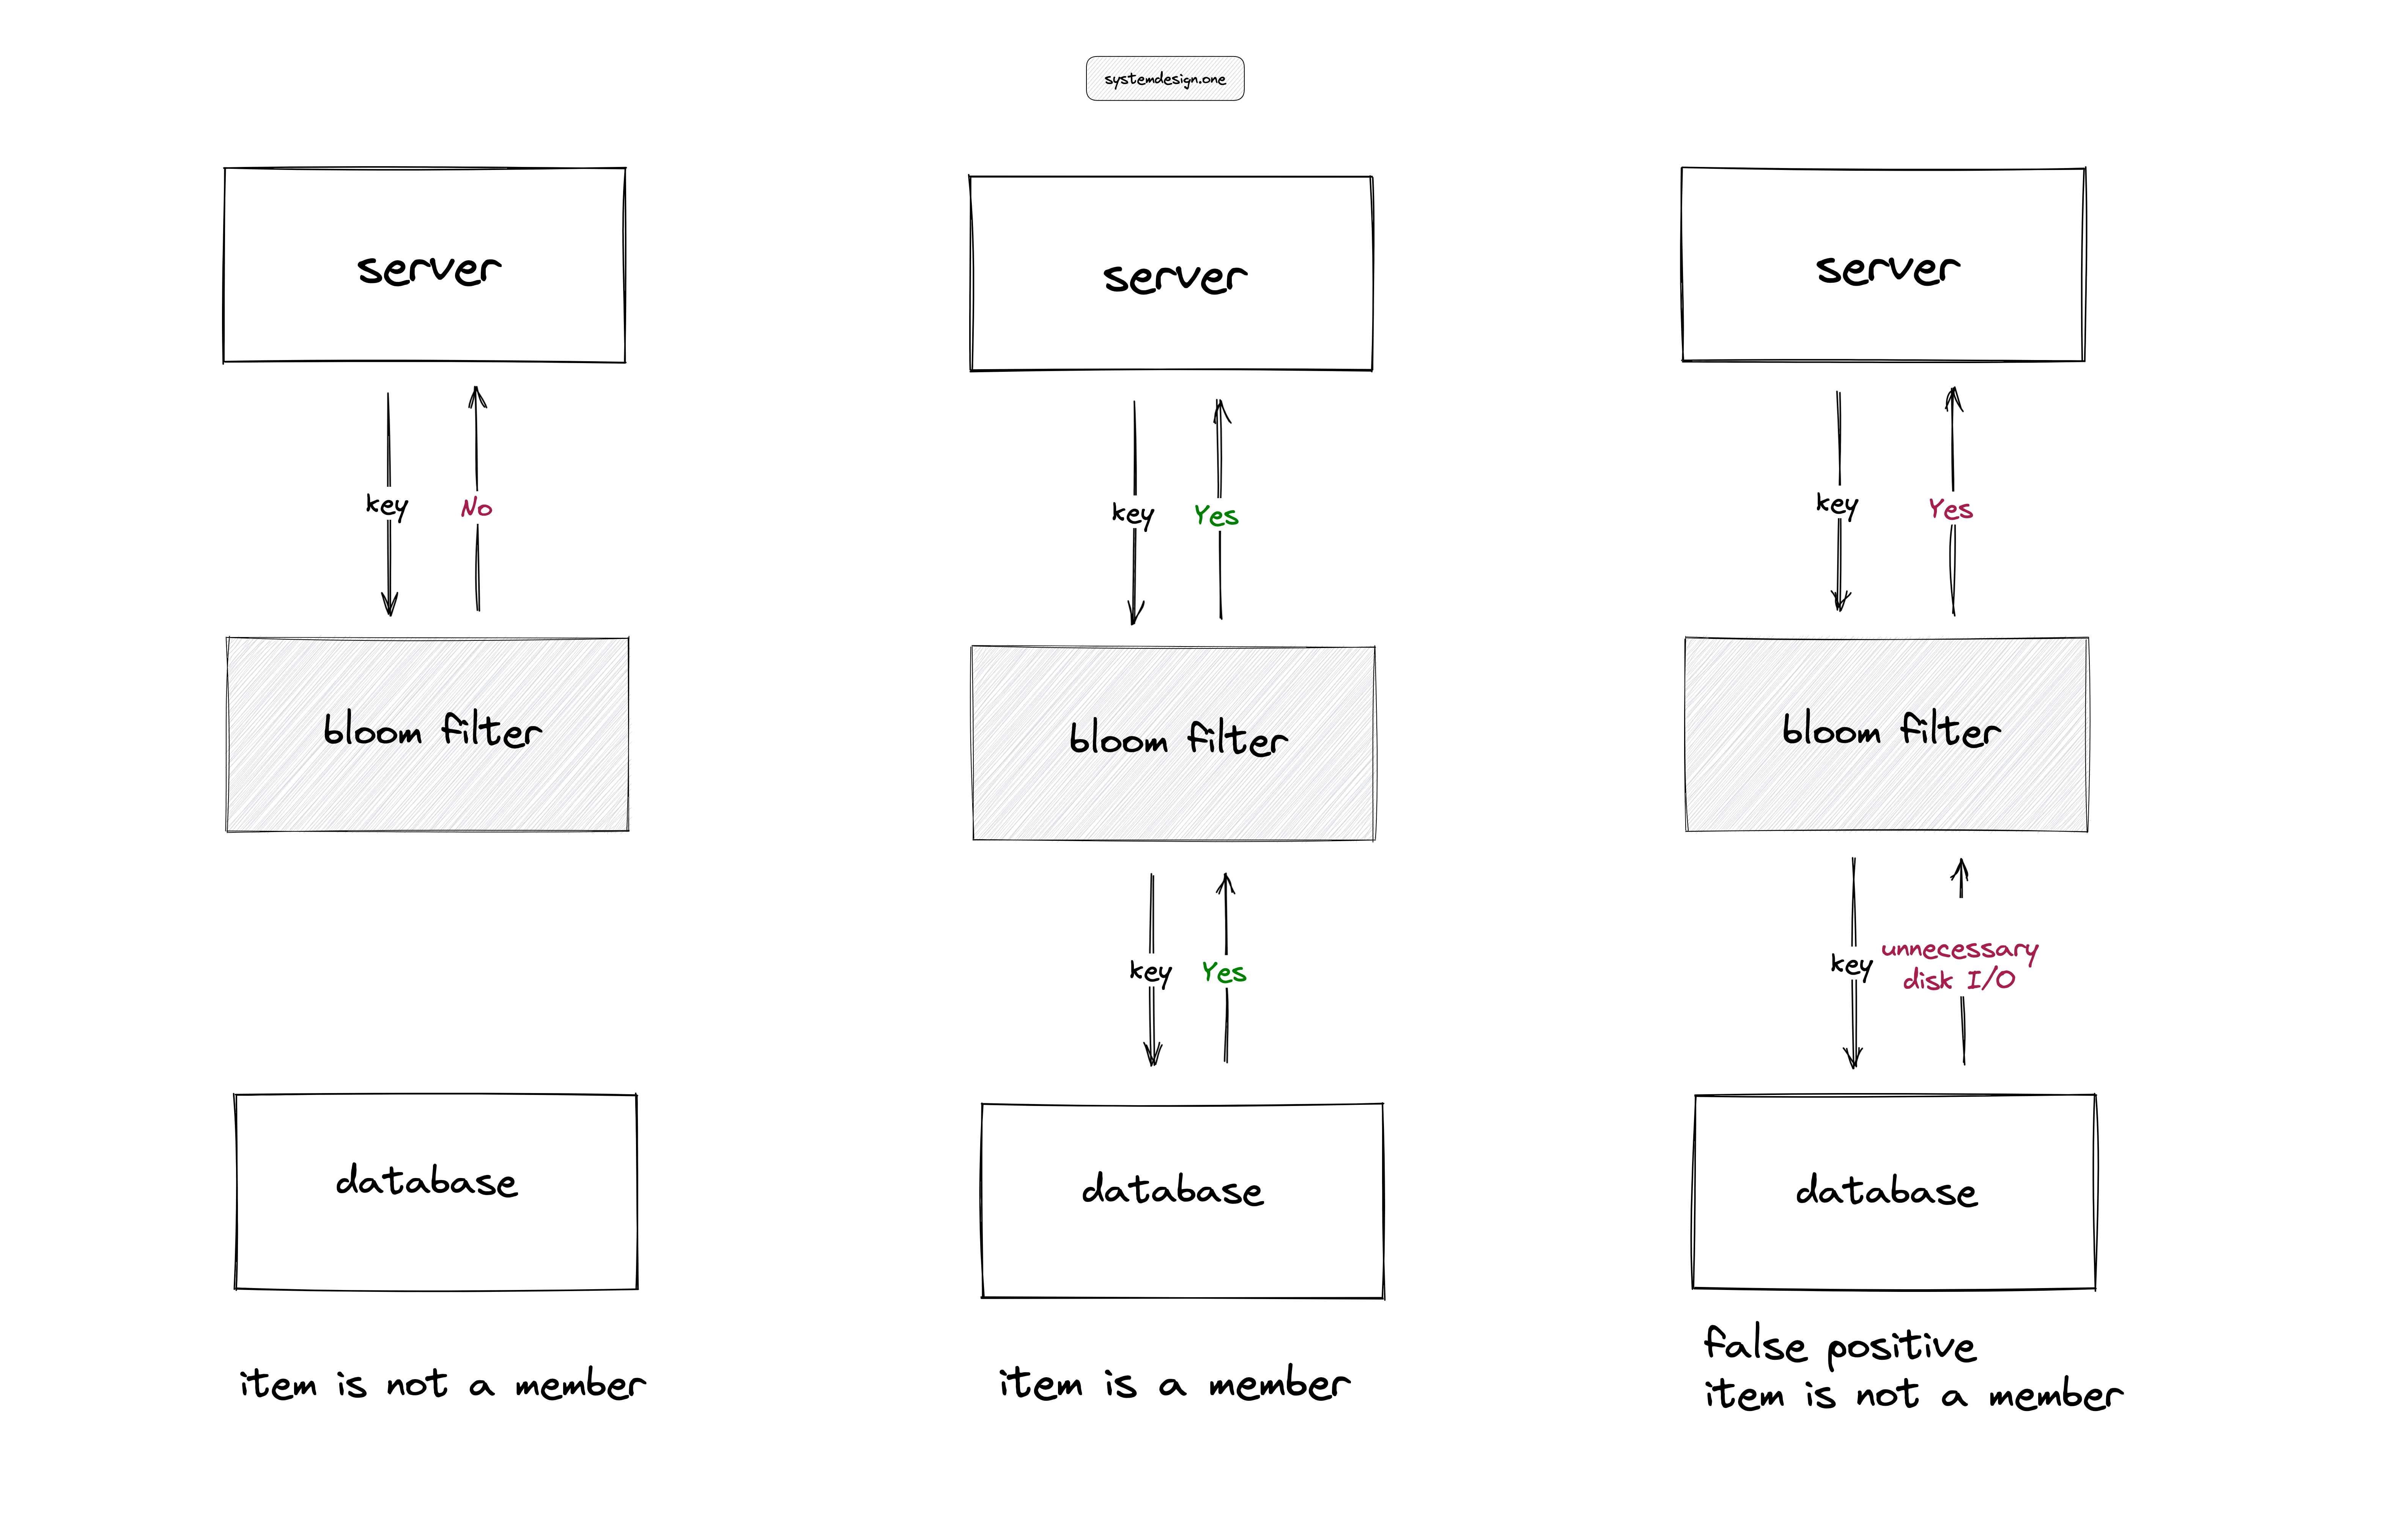 systemdesign.one
server
key
No
bloom filter
database
item is not a member
server
key
Yes
bloom filter
key
Yes
database
item is a member
server
key
Yes
bloom filter
key
unnecessary
disk I/O
database
false positive
item is not a member